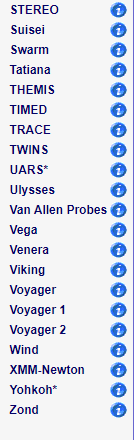 STEREO
Suisei
Swarm
Tatiana
THEMIS
TIMED
TRACE
TWINS
UARS*
Ulysses
Van Allen Probes
Vega
Venera
Viking
Voyager
Voyager 1
Voyager 2
Wind
XMM-Newton
Yohkoh*
Zond